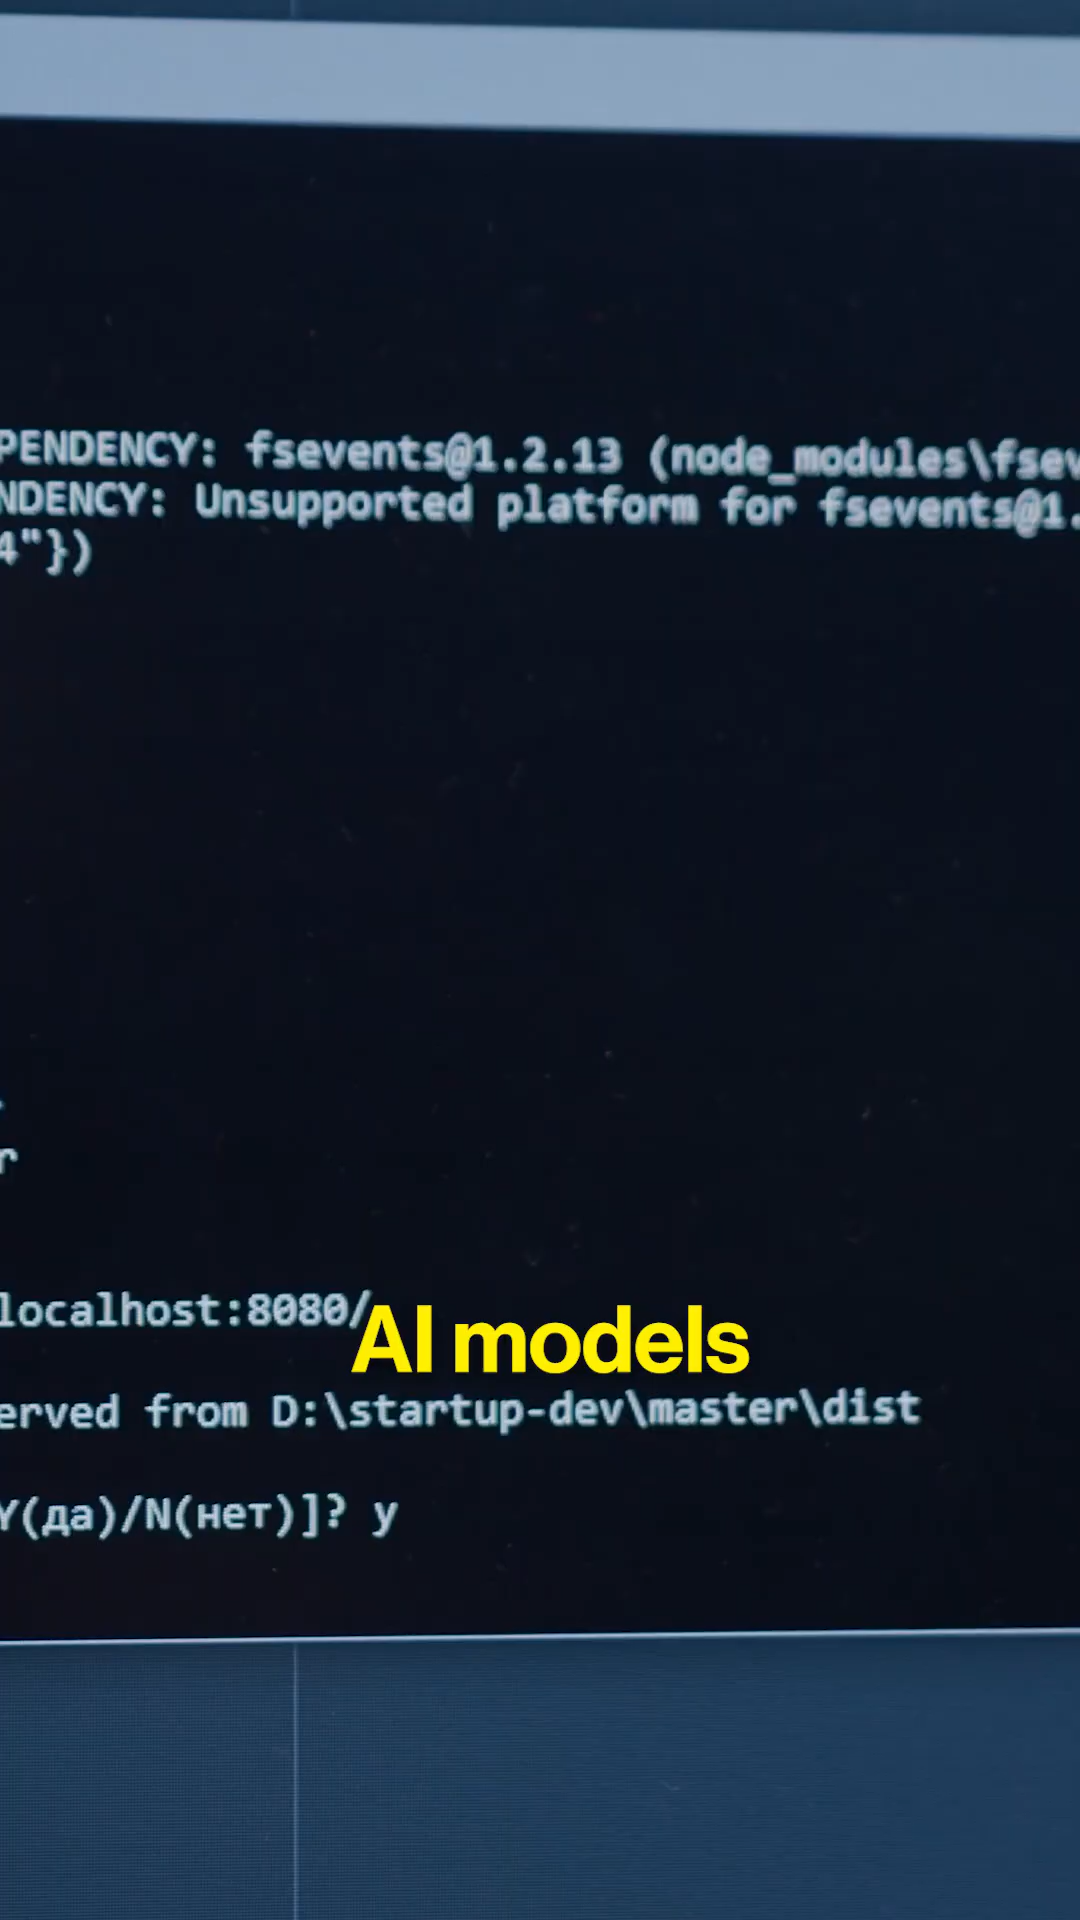 PENDENCY: fsevents@1.2.13 (node_modules\fsev
NDENCY: Unsupported platform for fsevents@1.
4"})
r
localhost:8080/
AI models
erved from D:\startup-dev\master\dist
Y(да)/N(нет)]? y